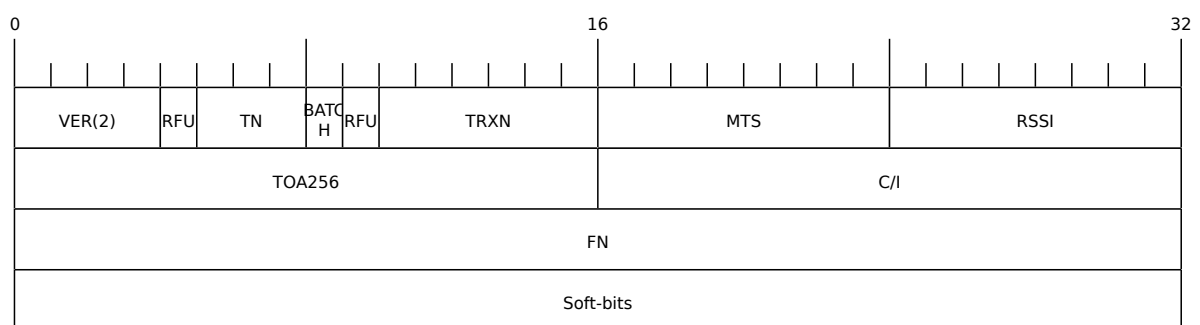 0 16 32
VER(2) RFU TN BATC RFU TRXN MTS RSSI
H
TOA256 C/I
FN
Soft-bits